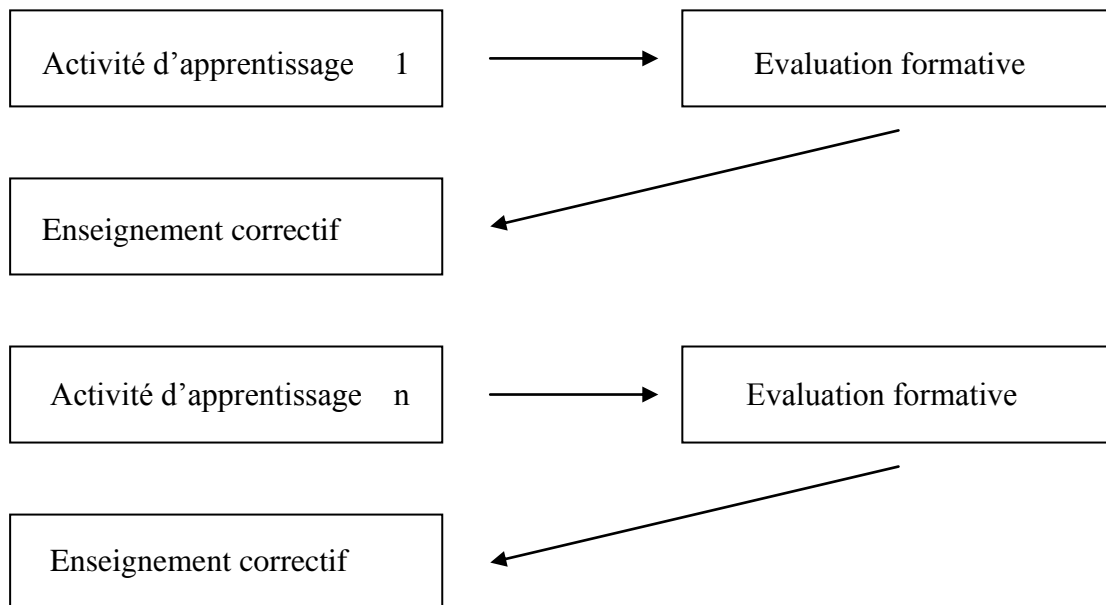 Activité d’apprentissage 1
Evaluation formative
Enseignement correctif
Activité d’apprentissage n
Evaluation formative
Enseignement correctif